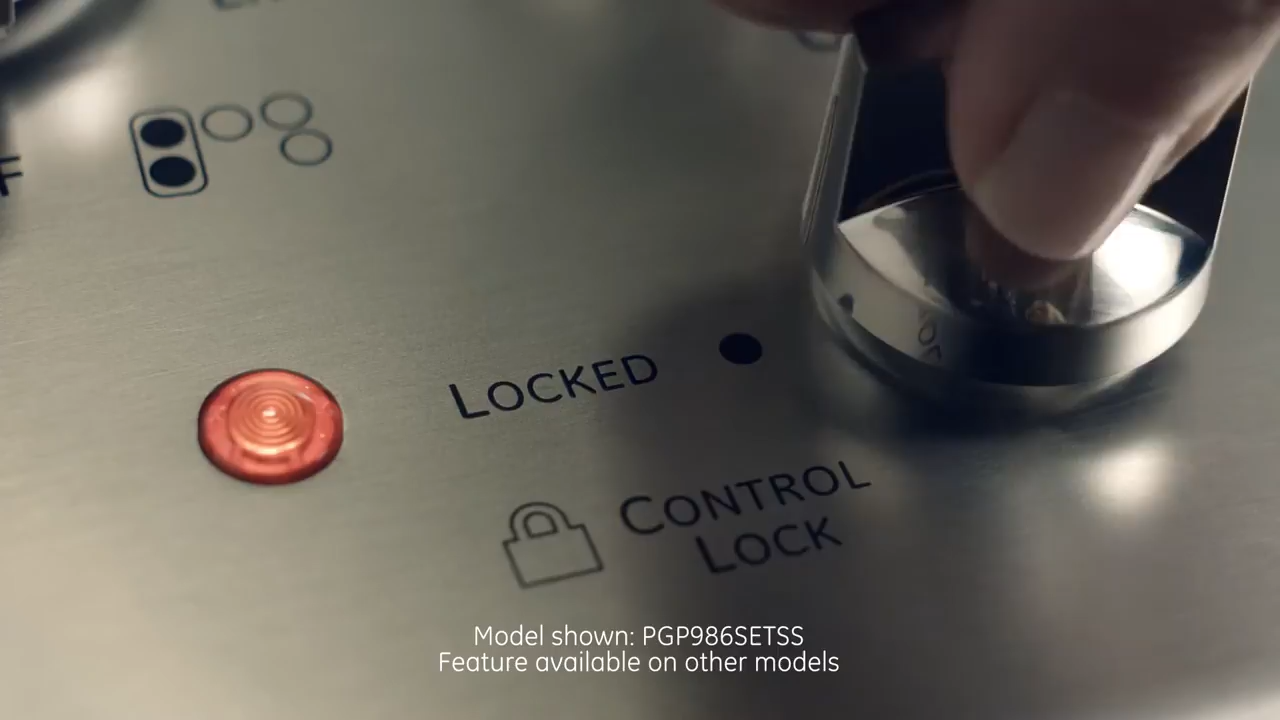 LOCKED
CONTROL
LOCK
Model shown: PGP986SETSS
Feature available on other models